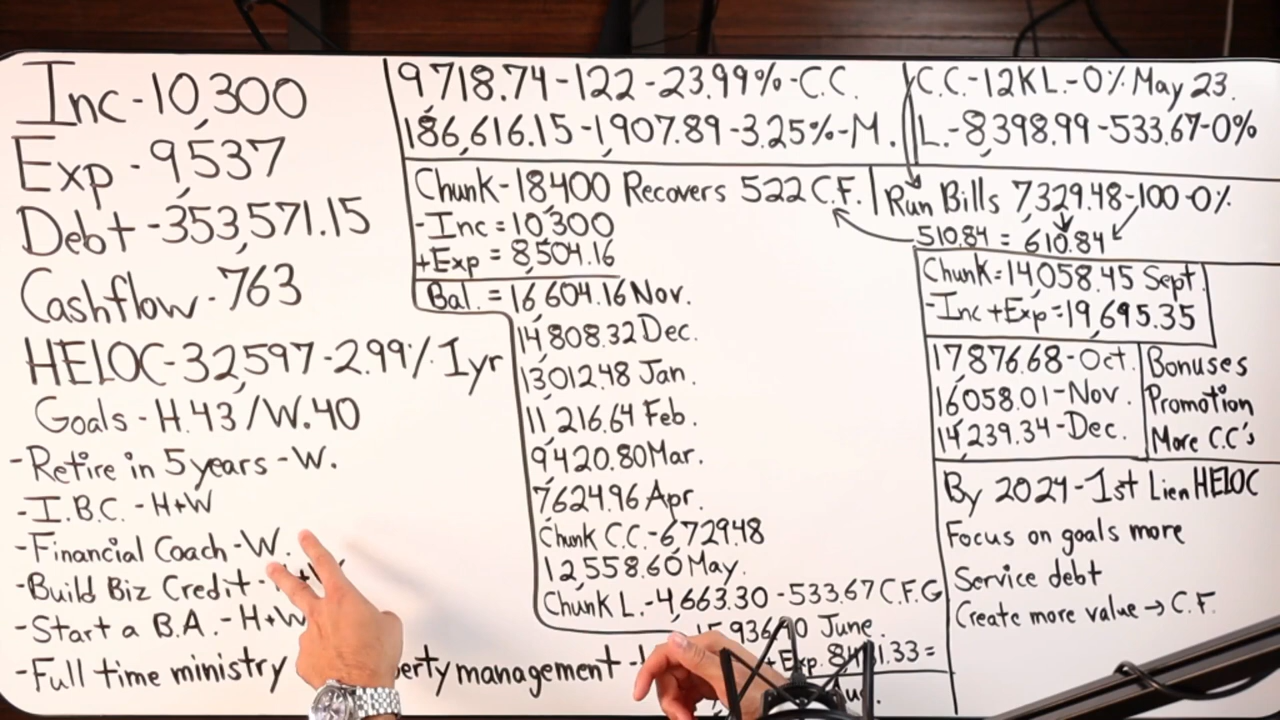 Inc-10,300
Exp-9,537
Debt-353,571.15
Cashflow-763
HELOC-32,597-2.99% 1yr
Goals-H.43/W.40
-Retire in 5 years-W.
-I.B.C.-H+W
-Financial Coach-W.
-Build Biz Credit-
-Start a B.A.-H+W
-Full time ministry
management-
9,718.74-122-23.99%-C.C.
186,616.15-1,907.89-3.25%-M.
Chunk-18,400 Recovers 522 C.F.
-Inc=10,300
+Exp=8,504.16
Bal.=16,604.16 Nov.
14,808.32 Dec.
13,012.48 Jan.
11,216.64 Feb.
9,420.80 Mar.
7,624.96 Apr.
Chunk C.C.-6,729.48
12,558.60 May.
Chunk L.-4,663.30-533.67 C.F.G
June.
C.C.-12KL.-0% May 23.
L.-8,398.99-533.67-0%
Run Bills 7,329.48-100-0%
510.84=610.84
Chunk=14,058.45 Sept
-Inc+Exp=19,695.35
17,876.68-Oct.
16,058.01-Nov.
14,239.34-Dec.
Bonuses
Promotion
More C.C's
By 2024-1st Lien HELOC
Focus on goals more
Service debt
Create more value→C.F.